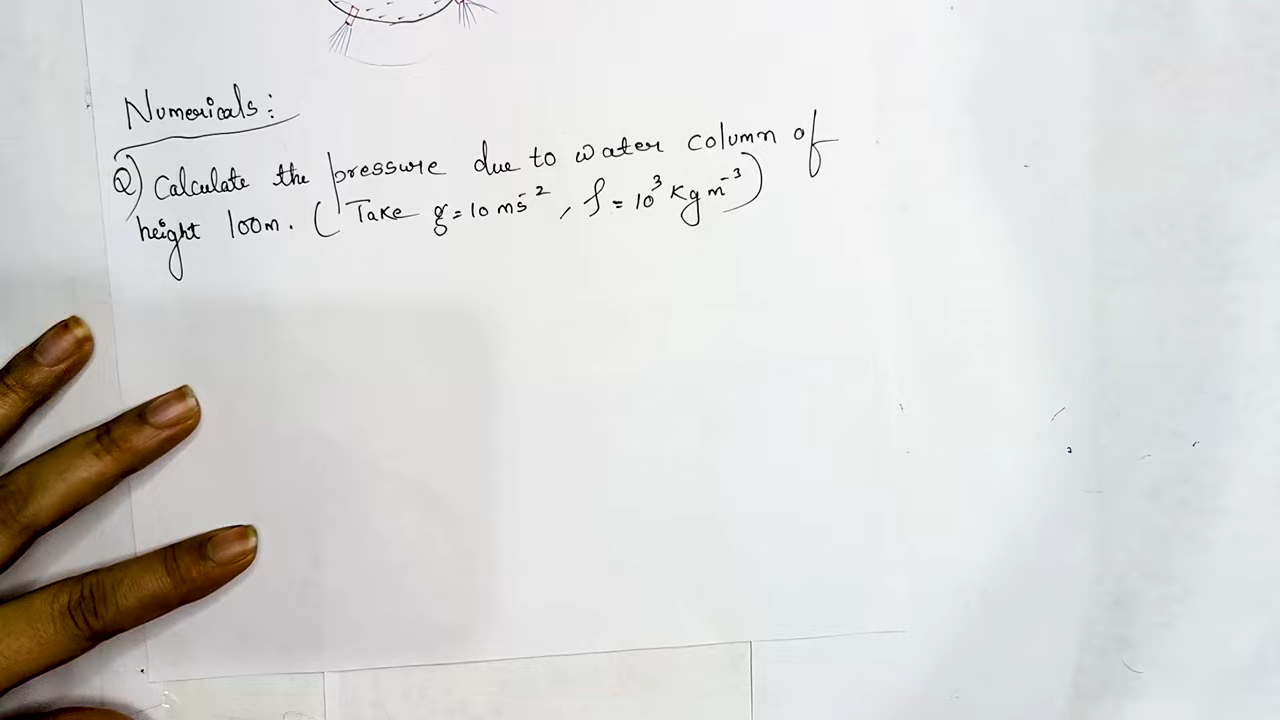 Numericals:
Q) Calculate the pressure due to water column of
height 100m. ( Take g = 10 ms⁻², ρ = 10³ Kg m⁻³)